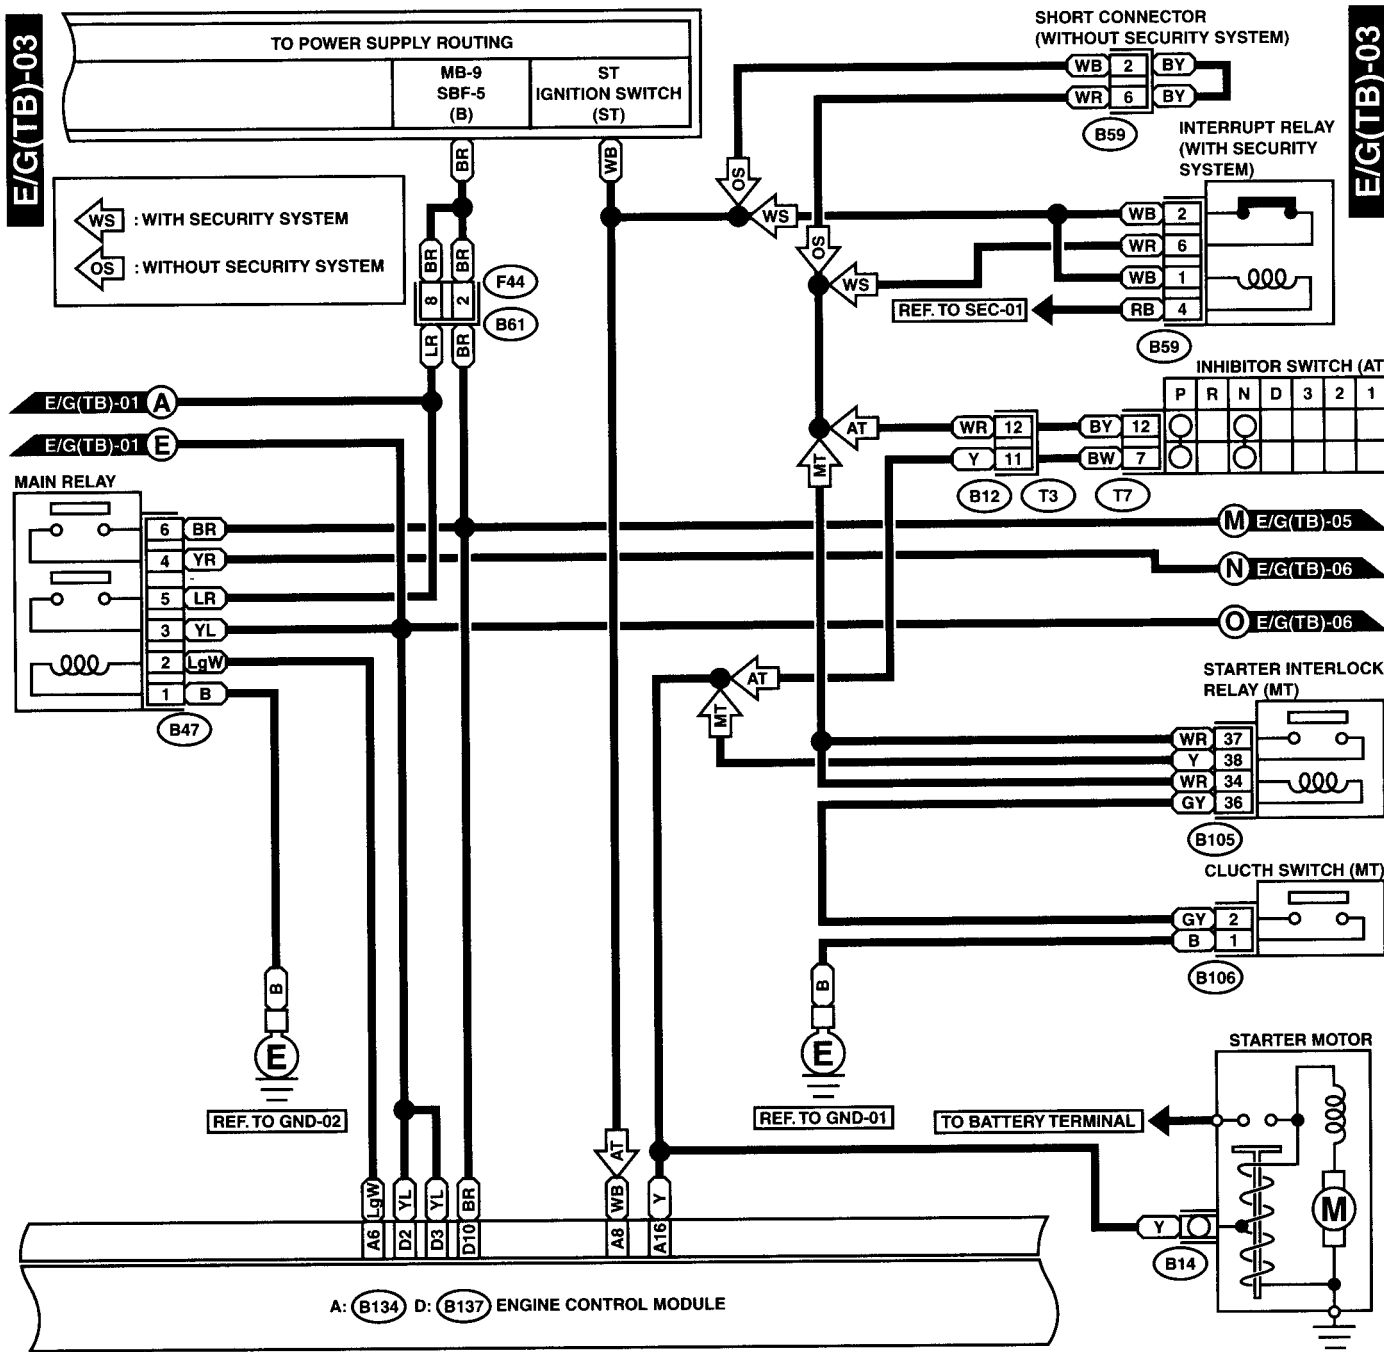 E/G(TB)-03
TO POWER SUPPLY ROUTING
MB-9
SBF-5
(B)
ST
IGNITION SWITCH
(ST)
BR
WB
WS : WITH SECURITY SYSTEM
OS : WITHOUT SECURITY SYSTEM
BR BR
8 2
F44
B61
LR BR
SHORT CONNECTOR
(WITHOUT SECURITY SYSTEM)
WB 2 BY
WR 6 BY
B59
E/G(TB)-03
INTERRUPT RELAY
(WITH SECURITY
SYSTEM)
OS
WS
OS
WS
WB 2
WR 6
WB 1
RB 4
REF. TO SEC-01
B59
E/G(TB)-01 A
E/G(TB)-01 E
INHIBITOR SWITCH (AT
P R N D 3 2 1
AT
WR 12 BY 12
Y 11 BW 7
MT
B12 T3 T7
MAIN RELAY
6 BR
4 YR
5 LR
3 YL
2 LgW
1 B
B47
M E/G(TB)-05
N E/G(TB)-06
O E/G(TB)-06
AT
MT
STARTER INTERLOCK
RELAY (MT)
WR 37
Y 38
WR 34
GY 36
B105
CLUCTH SWITCH (MT)
GY 2
B 1
B106
B
E
REF. TO GND-02
B
E
REF. TO GND-01
STARTER MOTOR
TO BATTERY TERMINAL
M
Y
B14
AT
LgW YL YL BR WB Y
A6 D2 D3 D10 A8 A16
A: B134 D: B137 ENGINE CONTROL MODULE